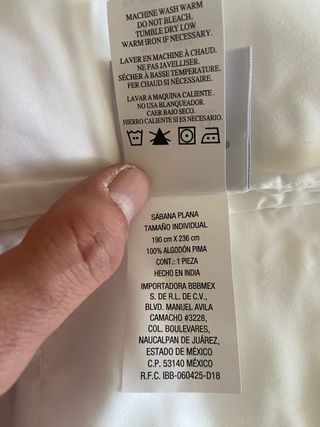 MACHINE WASH WARM
DO NOT BLEACH.
TUMBLE DRY LOW
WARM IRON IF NECESSARY.
LAVER EN MACHINE À CHAUD.
NE PAS JAVELLISER.
SÉCHER À BASSE TEMPÉRATURE.
FER CHAUD SI NÉCESSAIRE.
LAVAR A MAQUINA CALIENTE .
NO USA BLANQUEADOR.
CAER BAJO SECO.
HIERRO CALIENTE SI ES NECESARIO.
SÁBANA PLANA
TAMAÑO INDIVIDUAL
190 cm X 236 cm
100% ALGODÓN PIMA
CONT.: 1 PIEZA
HECHO EN INDIA
IMPORTADORA BBBMEX
S. DE R.L. DE C.V.,
BLVD. MANUEL AVILA
CAMACHO #3228,
COL. BOULEVARES,
NAUCALPAN DE JUÁREZ,
ESTADO DE MÉXICO
C.P. 53140 MÉXICO
R.F.C. IBB-060425-D18